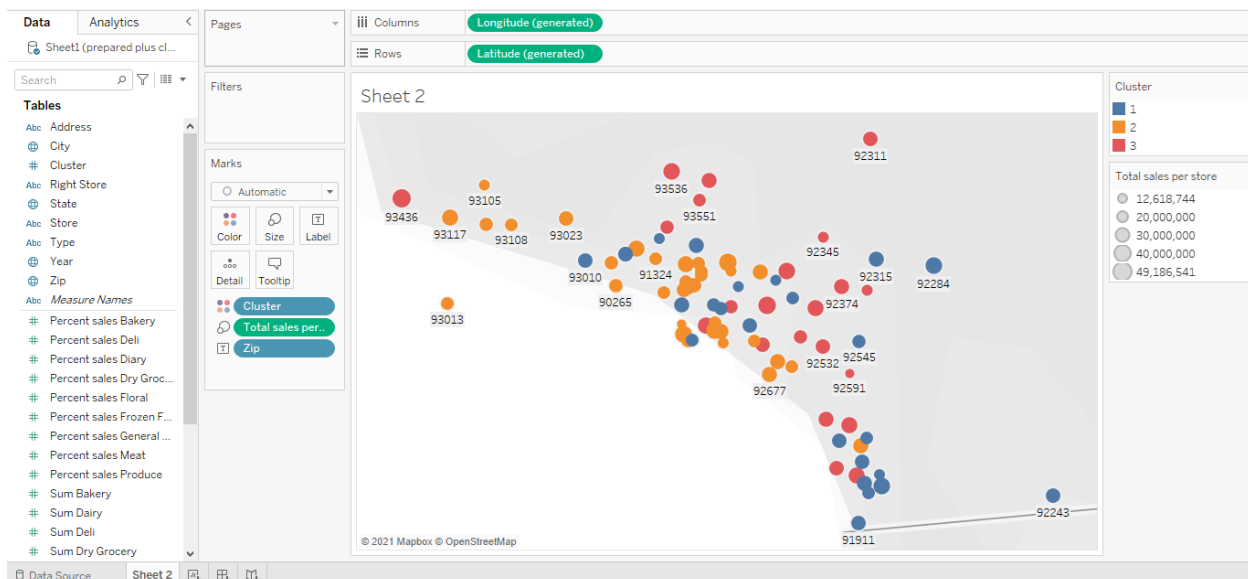 Data
Analytics
Sheet1 (prepared plus cl...
Search
Tables
Abc Address
City
# Cluster
Abc Right Store
State
Abc Store
Abc Type
Year
Zip
Abc Measure Names
# Percent sales Bakery
# Percent sales Deli
# Percent sales Diary
# Percent sales Dry Groc...
# Percent sales Floral
# Percent sales Frozen F...
# Percent sales General ...
# Percent sales Meat
# Percent sales Produce
# Sum Bakery
# Sum Dairy
# Sum Deli
# Sum Dry Grocery
Pages
Filters
Marks
Automatic
Color
Size
Label
Detail
Tooltip
Cluster
Total sales per..
Zip
Columns
Longitude (generated)
Rows
Latitude (generated)
Sheet 2
92311
93536
93105
93436
93551
93117
93108
93023
92345
93010
91324
92315
92284
90265
92374
93013
92532
92545
92677
92591
92243
91911
© 2021 Mapbox © OpenStreetMap
Cluster
1
2
3
Total sales per store
12,618,744
20,000,000
30,000,000
40,000,000
49,186,541
Data Source
Sheet 2